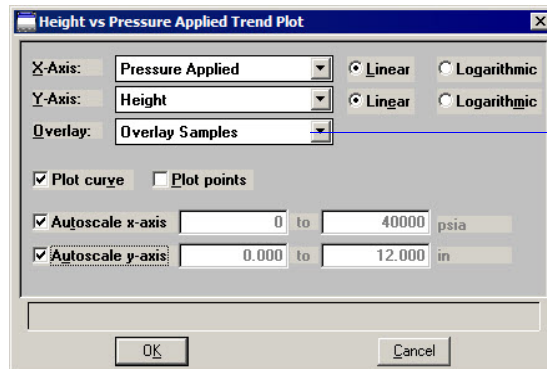 Height vs Pressure Applied Trend Plot
X-Axis: Pressure Applied Linear Logarithmic
Y-Axis: Height Linear Logarithmic
Overlay: Overlay Samples
Plot curve Plot points
Autoscale x-axis 0 to 40000 psia
Autoscale y-axis 0.000 to 12.000 in
OK Cancel